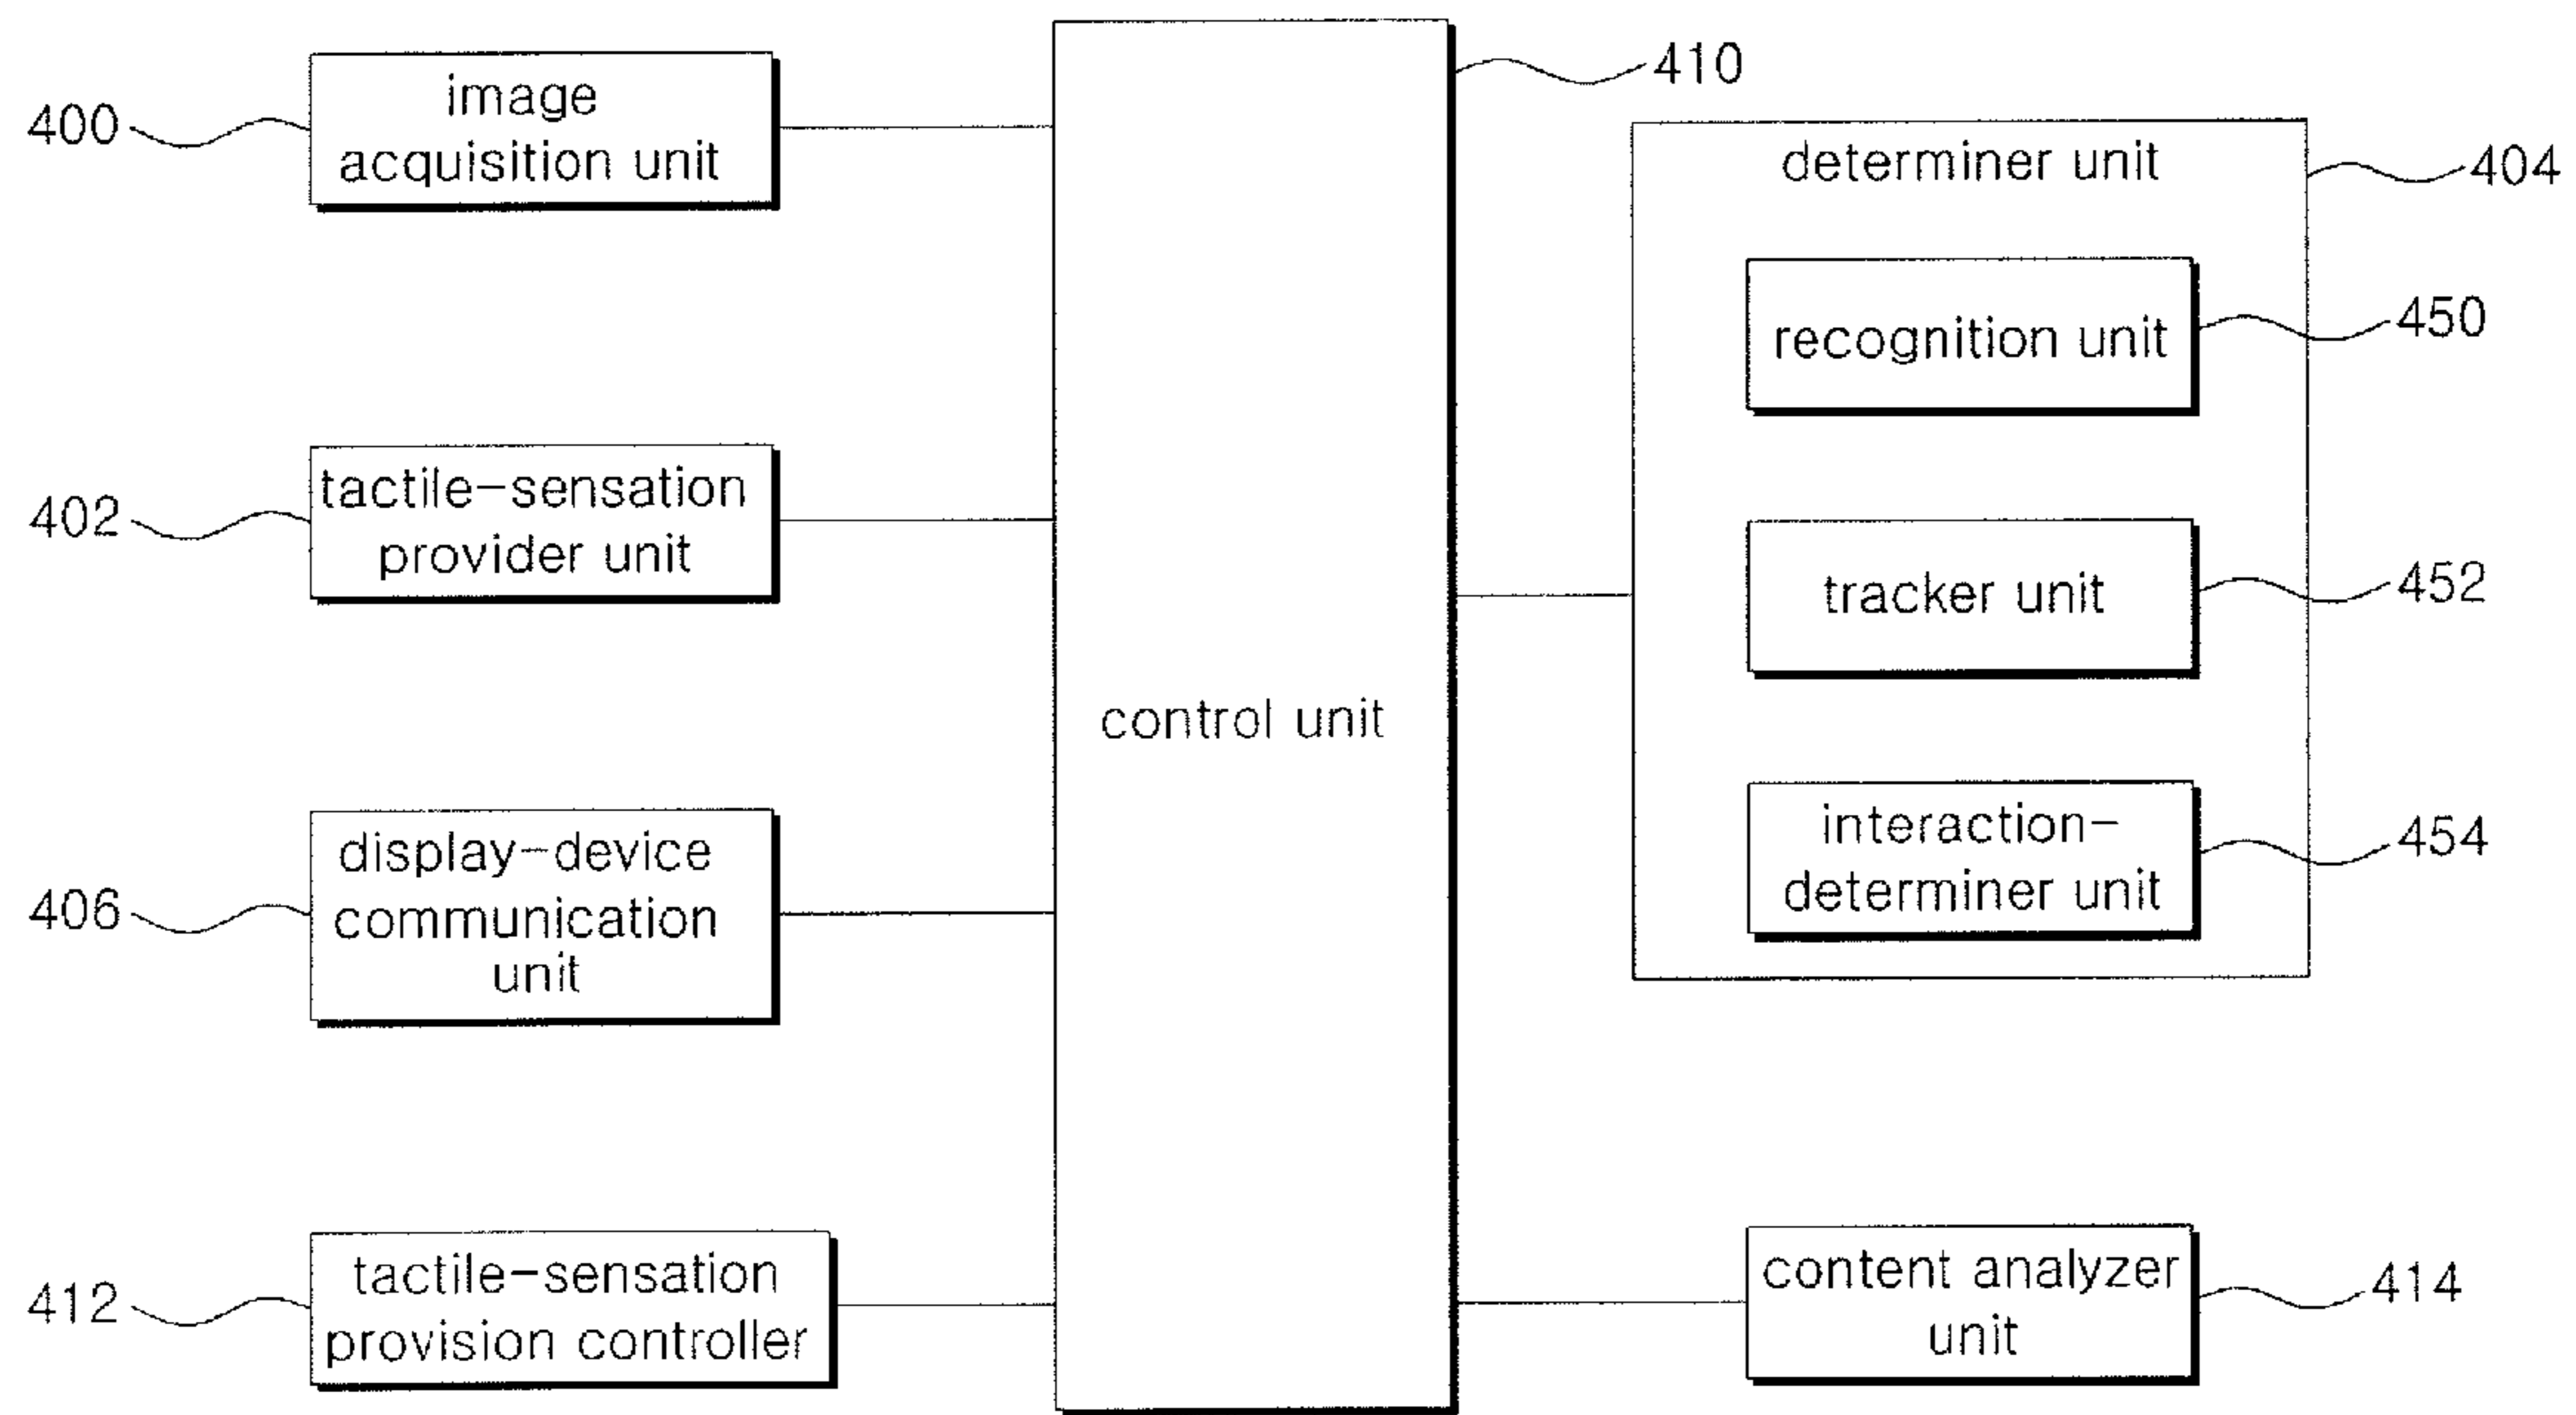 400
image
acquisition unit
402
tactile-sensation
provider unit
406
display-device
communication
unit
412
tactile-sensation
provision controller
control unit
410
determiner unit
404
recognition unit
450
tracker unit
452
interaction-
determiner unit
454
content analyzer
unit
414